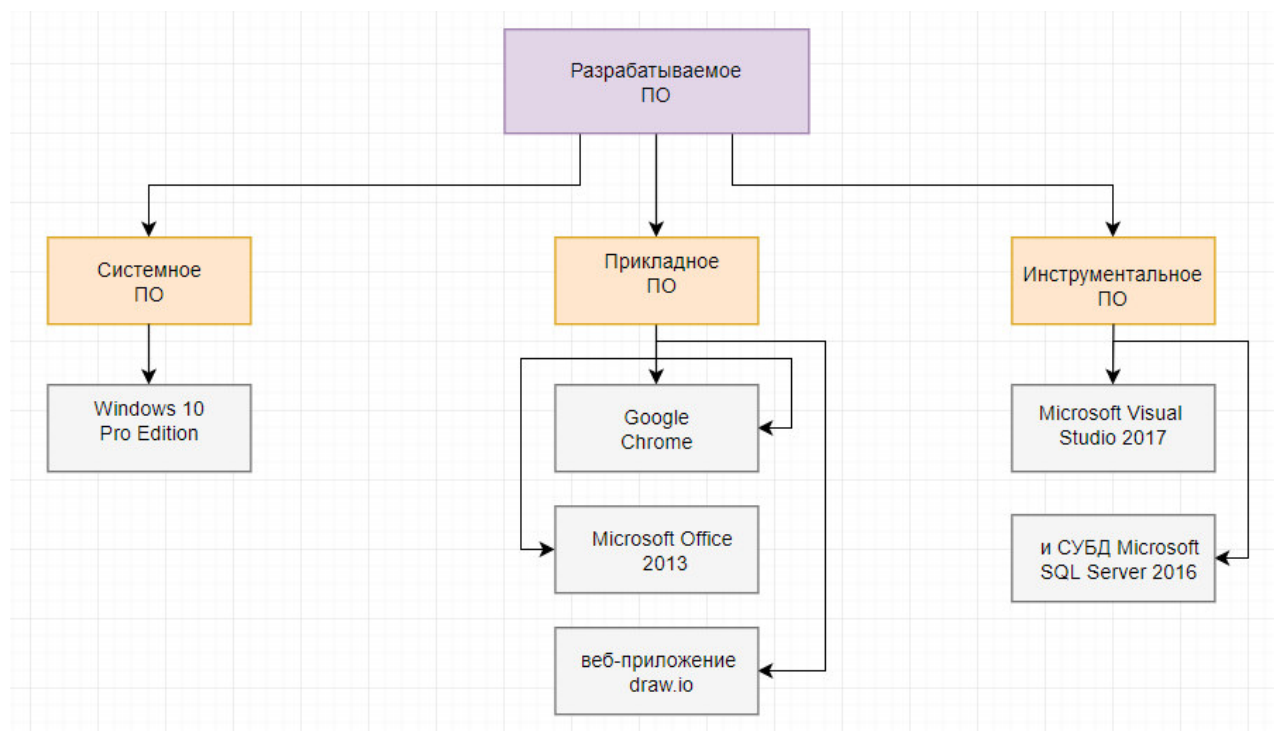 Разрабатываемое
ПО
Системное
ПО
Прикладное
ПО
Инструментальное
ПО
Windows 10
Pro Edition
Google
Chrome
Microsoft Visual
Studio 2017
Microsoft Office
2013
и СУБД Microsoft
SQL Server 2016
веб-приложение
draw.io